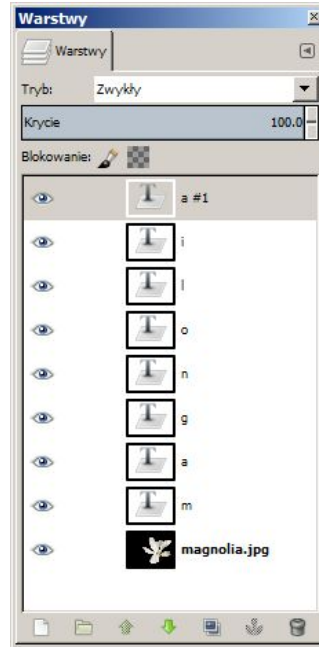 Warstwy
Warstwy
Tryb: Zwykły
Krycie 100.0
Blokowanie:
a #1
i
l
o
n
g
a
m
magnolia.jpg